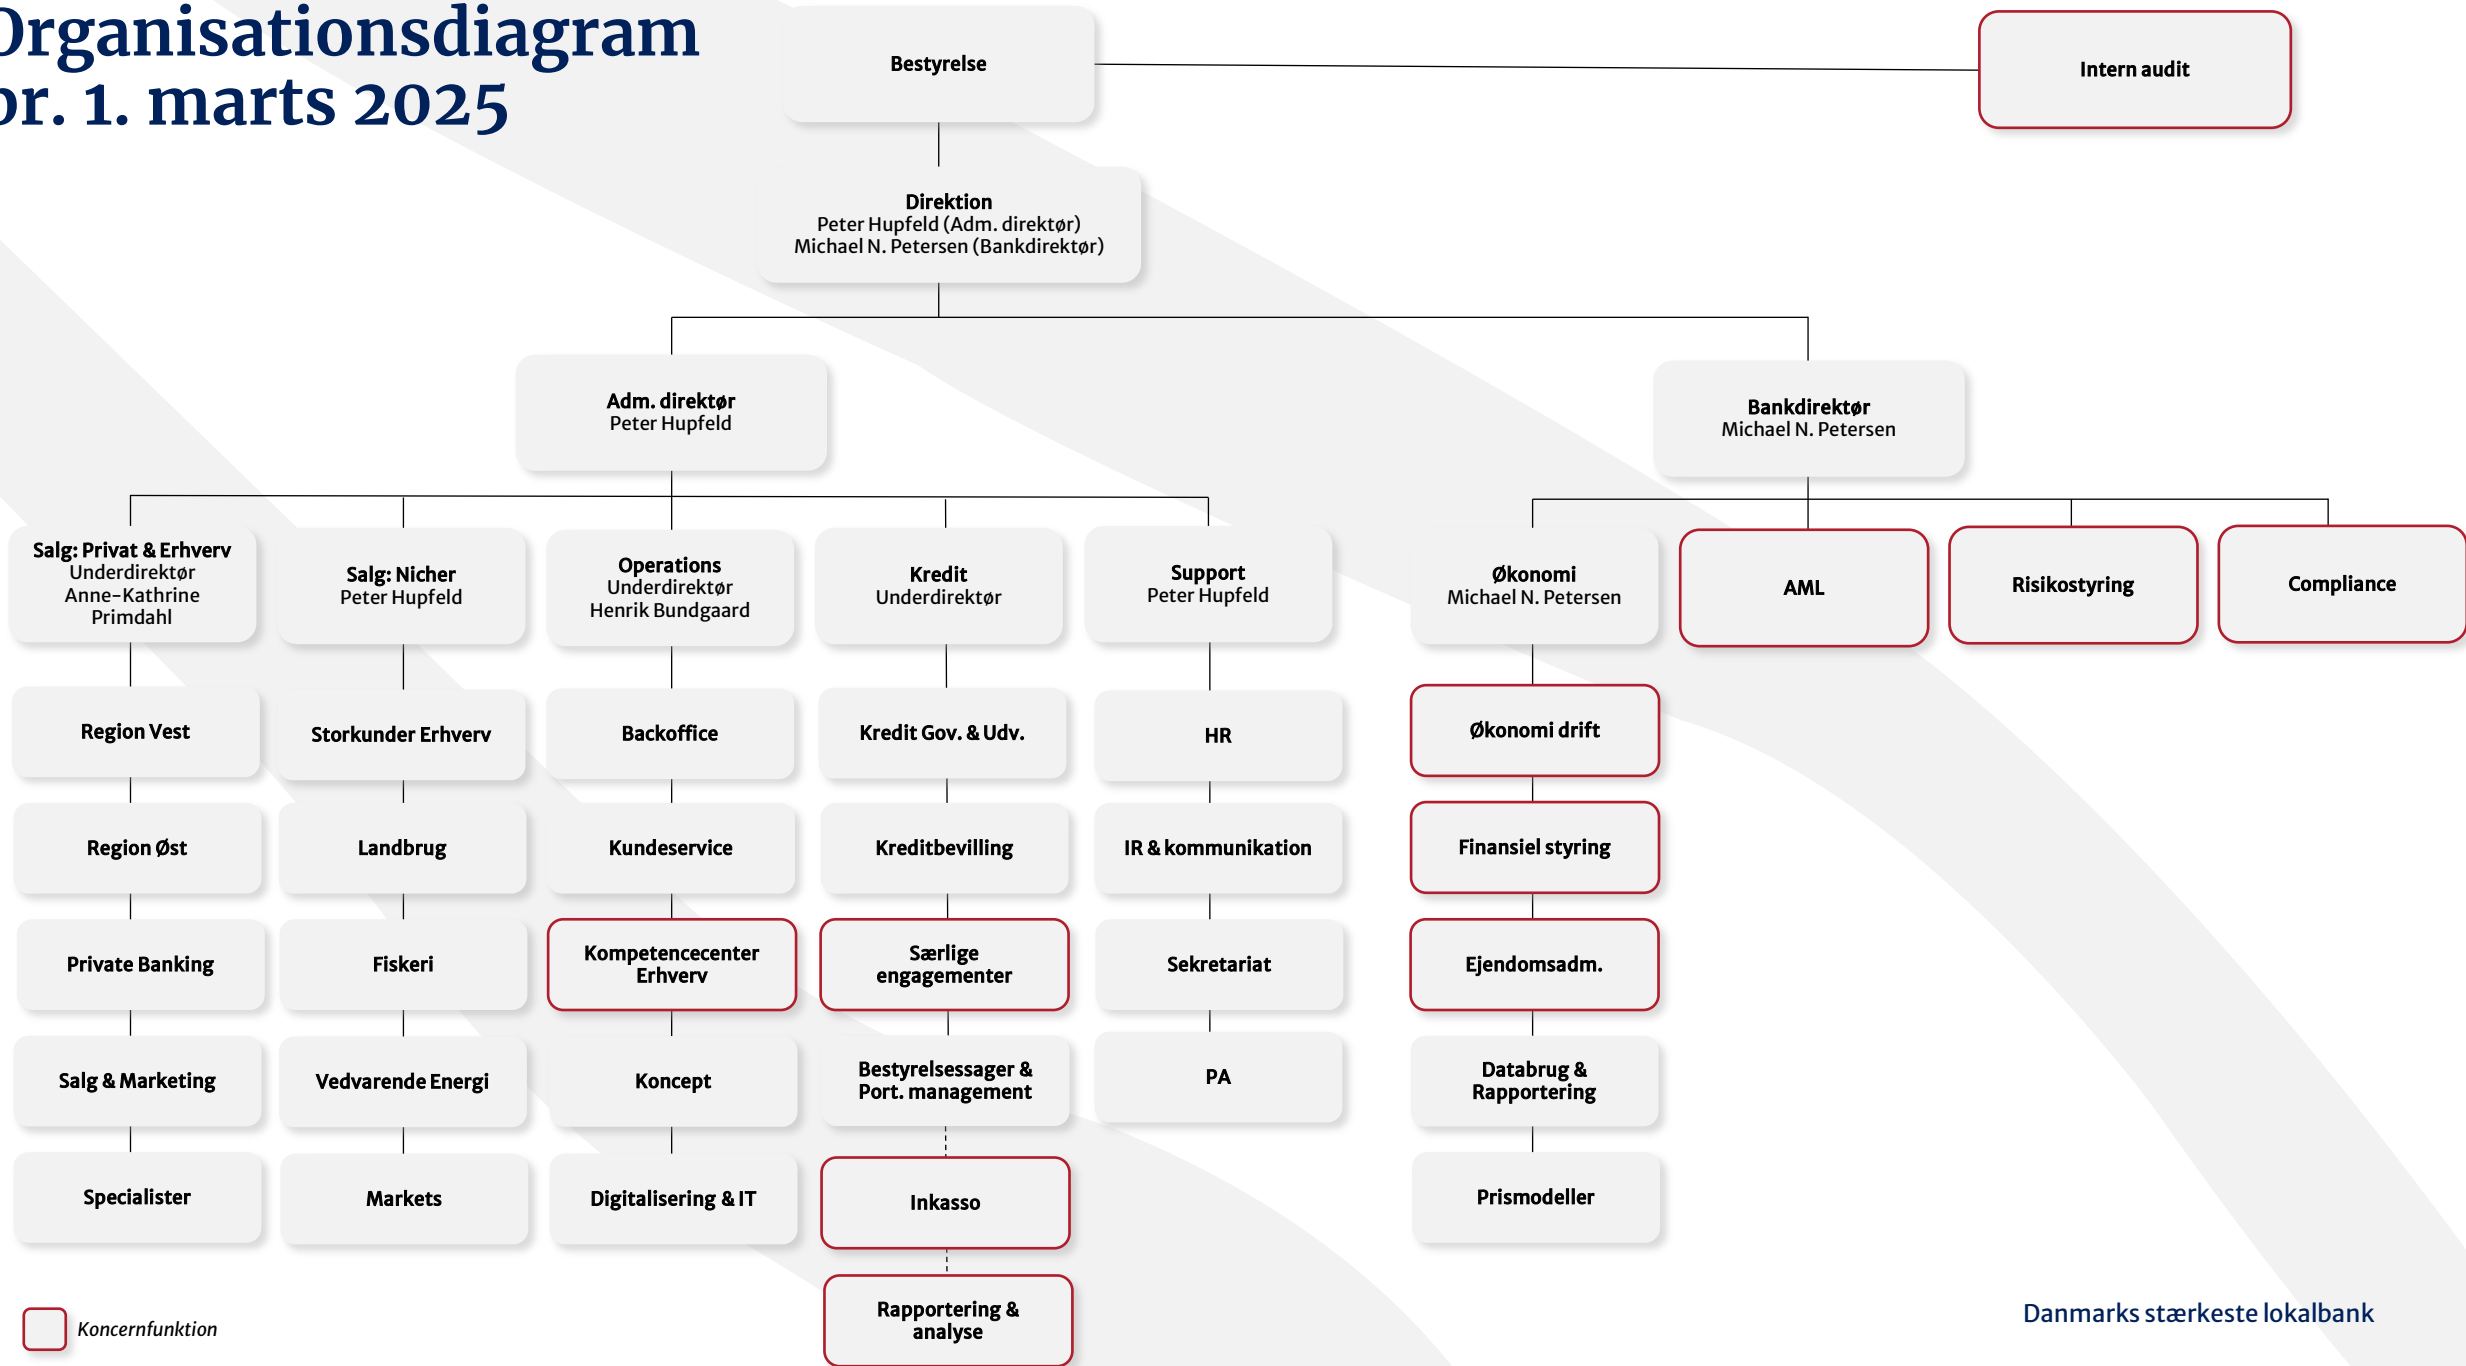 Organisationsdiagram
pr. 1. marts 2025
Bestyrelse
Intern audit
Direktion
Peter Hupfeld (Adm. direktør)
Michael N. Petersen (Bankdirektør)
Adm. direktør
Peter Hupfeld
Bankdirektør
Michael N. Petersen
Salg: Privat & Erhverv
Underdirektør
Anne-Kathrine
Primdahl
Salg: Nicher
Peter Hupfeld
Operations
Underdirektør
Henrik Bundgaard
Kredit
Underdirektør
Support
Peter Hupfeld
Økonomi
Michael N. Petersen
AML
Risikostyring
Compliance
Region Vest
Storkunder Erhverv
Backoffice
Kredit Gov. & Udv.
HR
Økonomi drift
Region Øst
Landbrug
Kundeservice
Kreditbevilling
IR & kommunikation
Finansiel styring
Private Banking
Fiskeri
Kompetencecenter
Erhverv
Særlige
engagementer
Sekretariat
Ejendomsadm.
Salg & Marketing
Vedvarende Energi
Koncept
Bestyrelsessager &
Port. management
PA
Databrug &
Rapportering
Specialister
Markets
Digitalisering & IT
Inkasso
Prismodeller
Rapportering &
analyse
Koncernfunktion
Danmarks stærkeste lokalbank